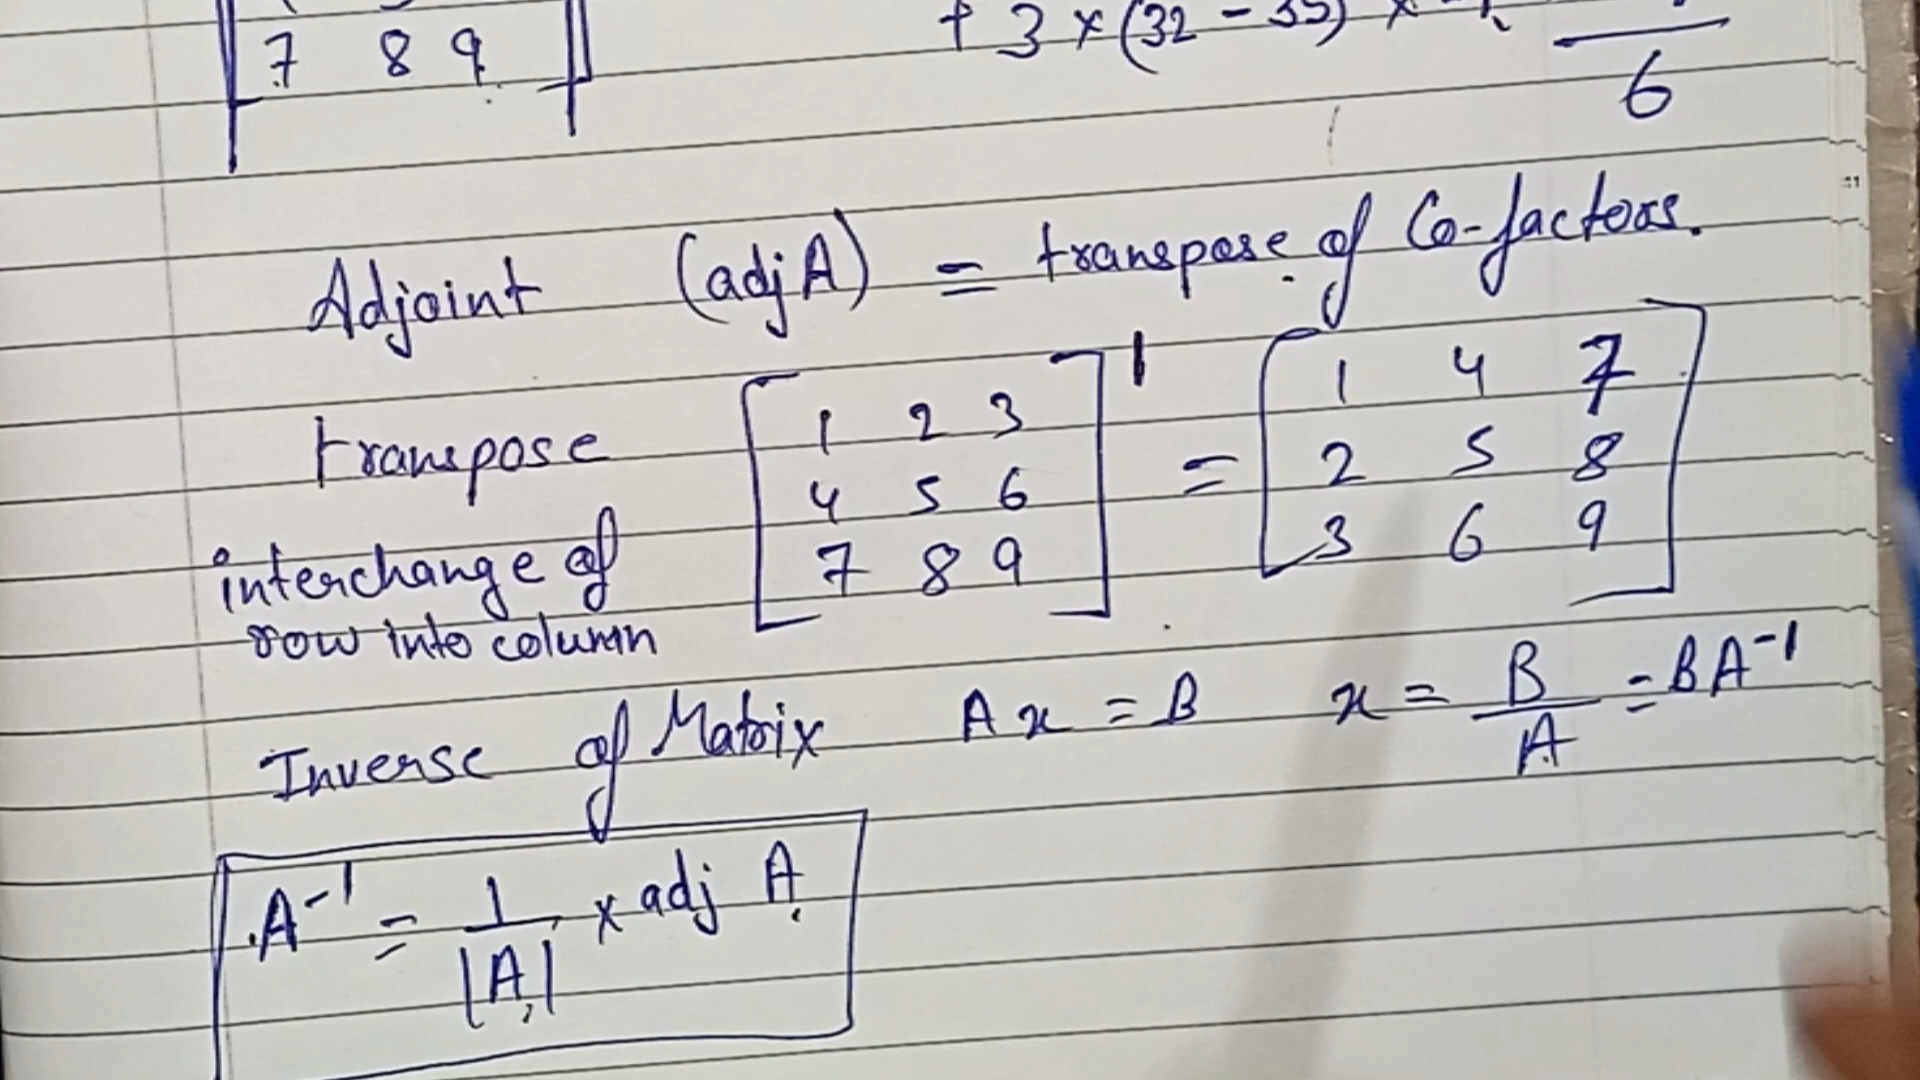 7 8 9
+ 3 × (32 - 35) ×
6
Adjoint (adj A) = transpose of Co-factors.
transpose [1 2 3 4 5 6 7 8 9]' = [1 4 7 2 5 8 3 6 9]
interchange of
row into column
Inverse of Matrix Ax = B x = B/A = BA⁻¹
A⁻¹ = 1/|A| × adj A